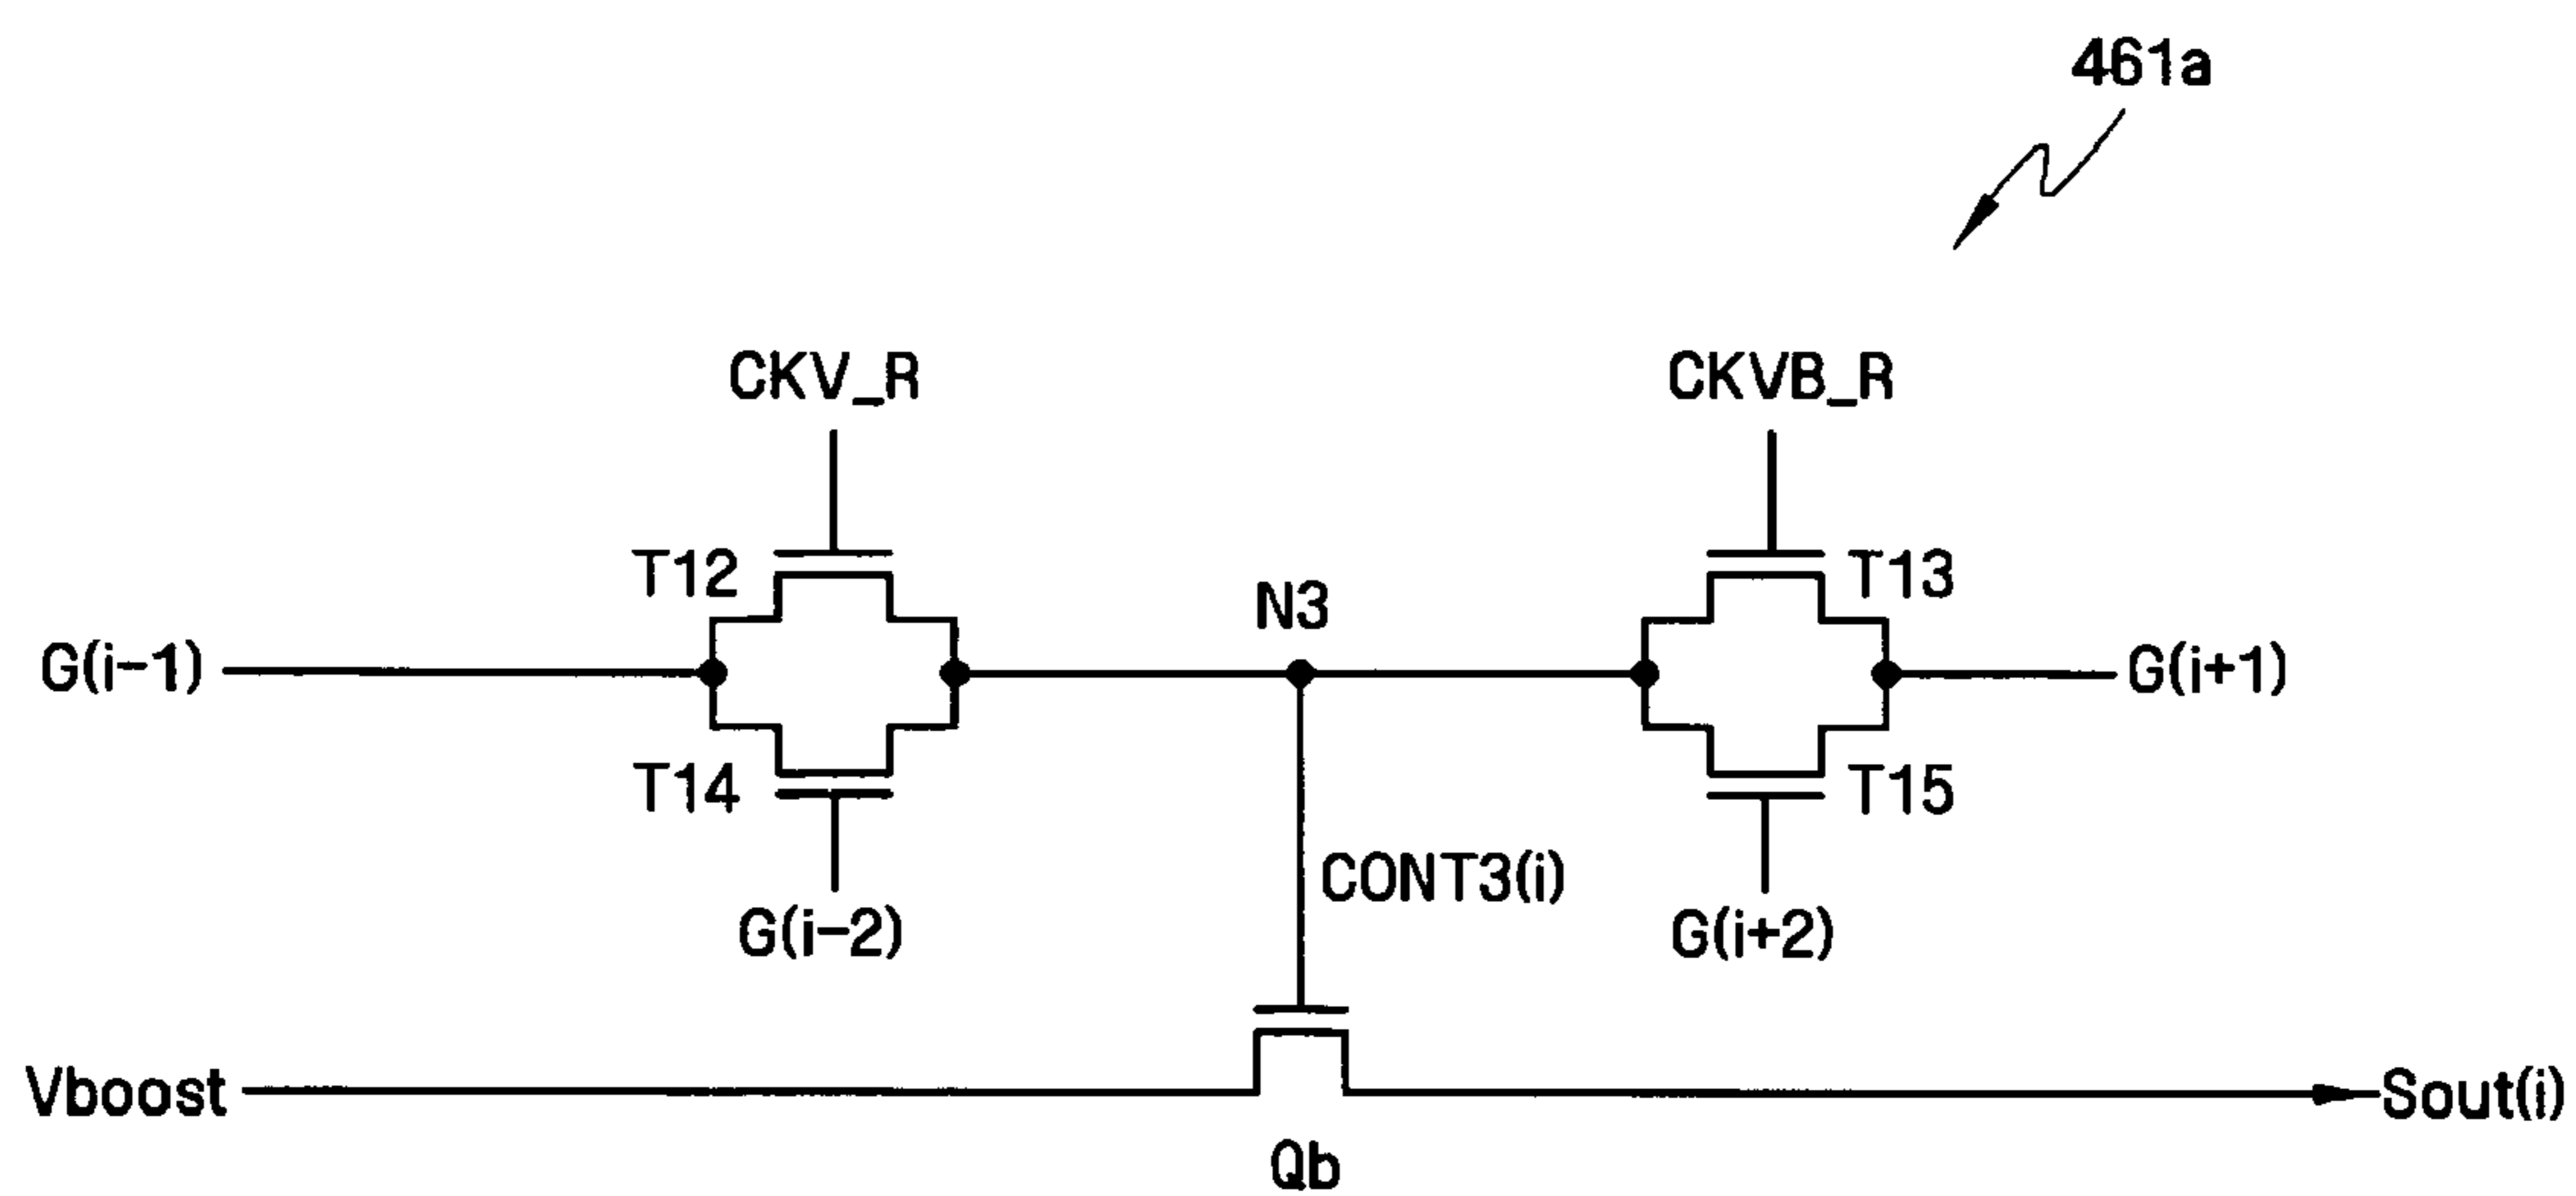 461a
CKV_R
CKVB_R
T12
T13
N3
G(i-1)
G(i+1)
T14
T15
CONT3(i)
G(i-2)
G(i+2)
Vboost
Sout(i)
Qb